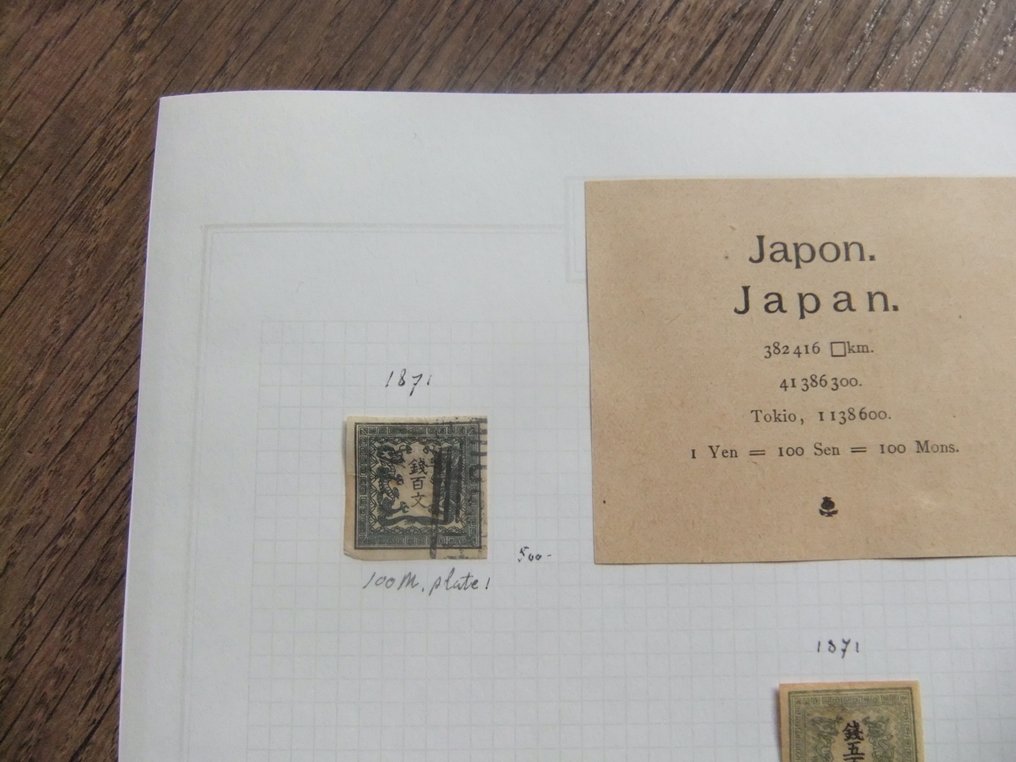 Japon.
Japan.
382416 □km.
41386300.
Tokio, 1138600.
1 Yen = 100 Sen = 100 Mons.
1871
錢百文
100 M. plate 1
500-
1871
錢五